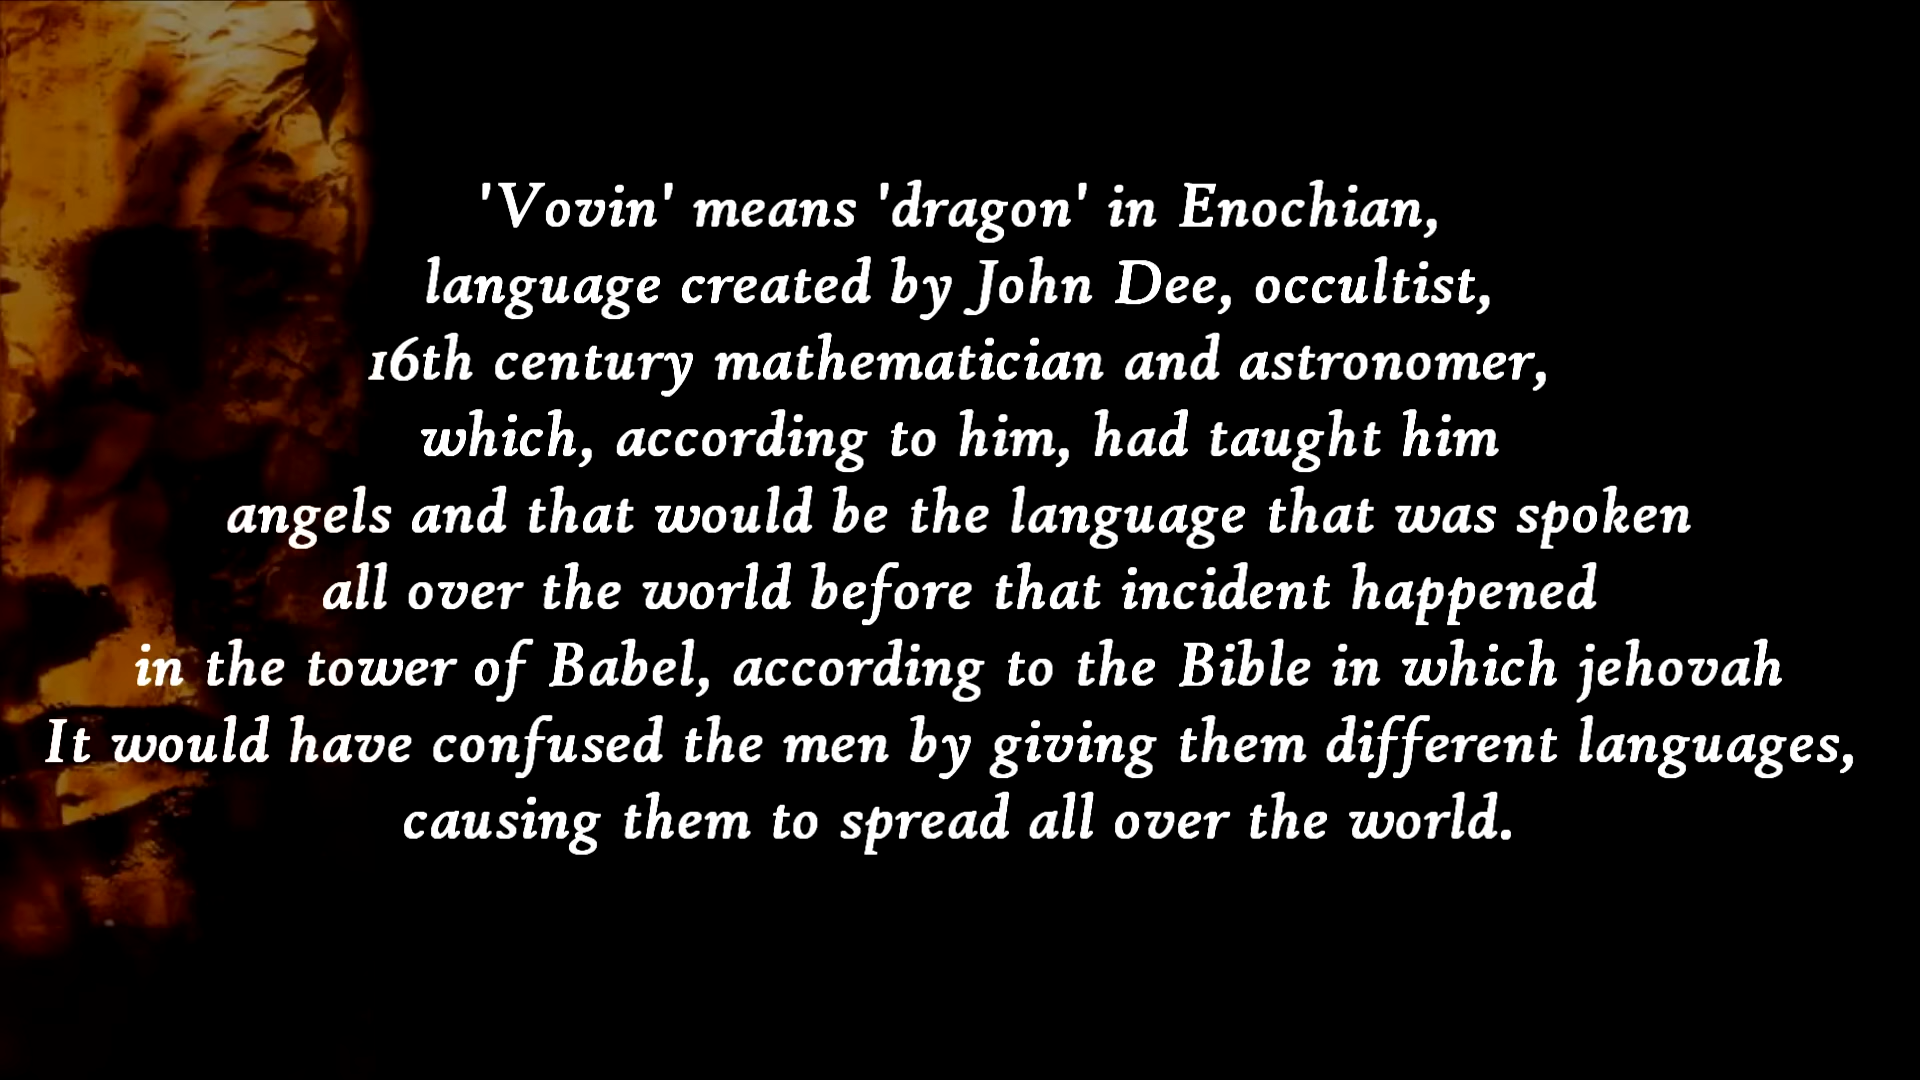 'Vovin' means 'dragon' in Enochian,
language created by John Dee, occultist,
16th century mathematician and astronomer,
which, according to him, had taught him
angels and that would be the language that was spoken
all over the world before that incident happened
in the tower of Babel, according to the Bible in which jehovah
It would have confused the men by giving them different languages,
causing them to spread all over the world.